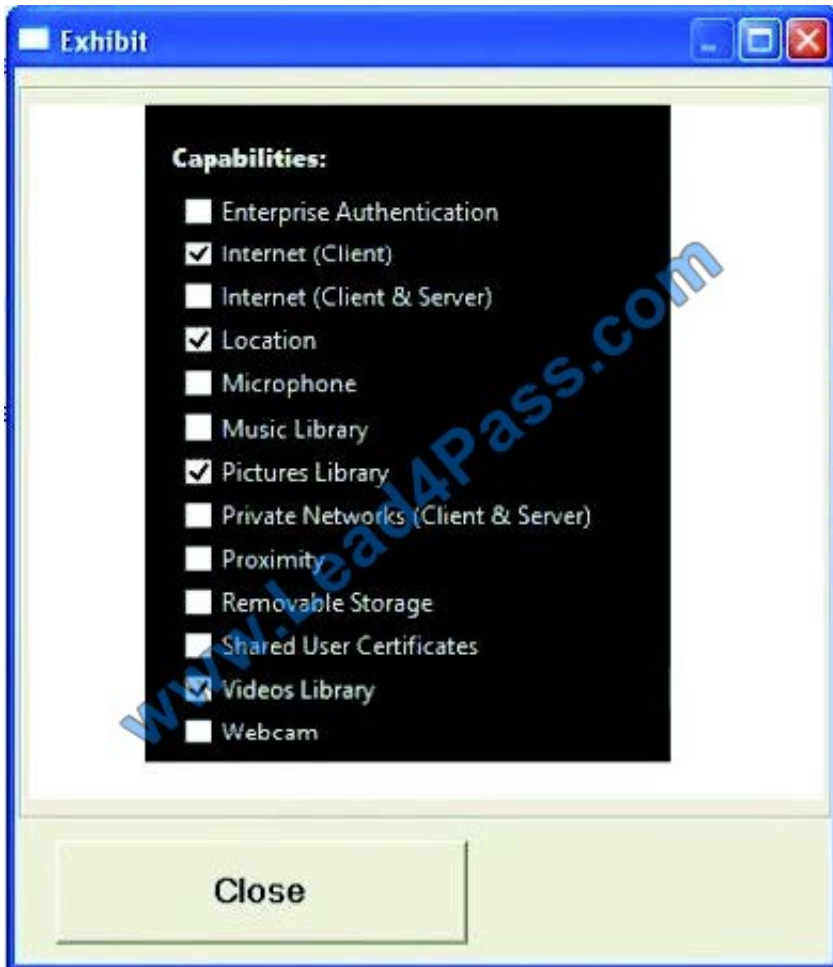 Exhibit
Capabilities:
Enterprise Authentication
Internet (Client)
Internet (Client & Server)
Location
Microphone
Music Library
Pictures Library
Private Networks (Client & Server)
Proximity
Removable Storage
Shared User Certificates
Videos Library
Webcam
www.Lead4Pass.com
Close